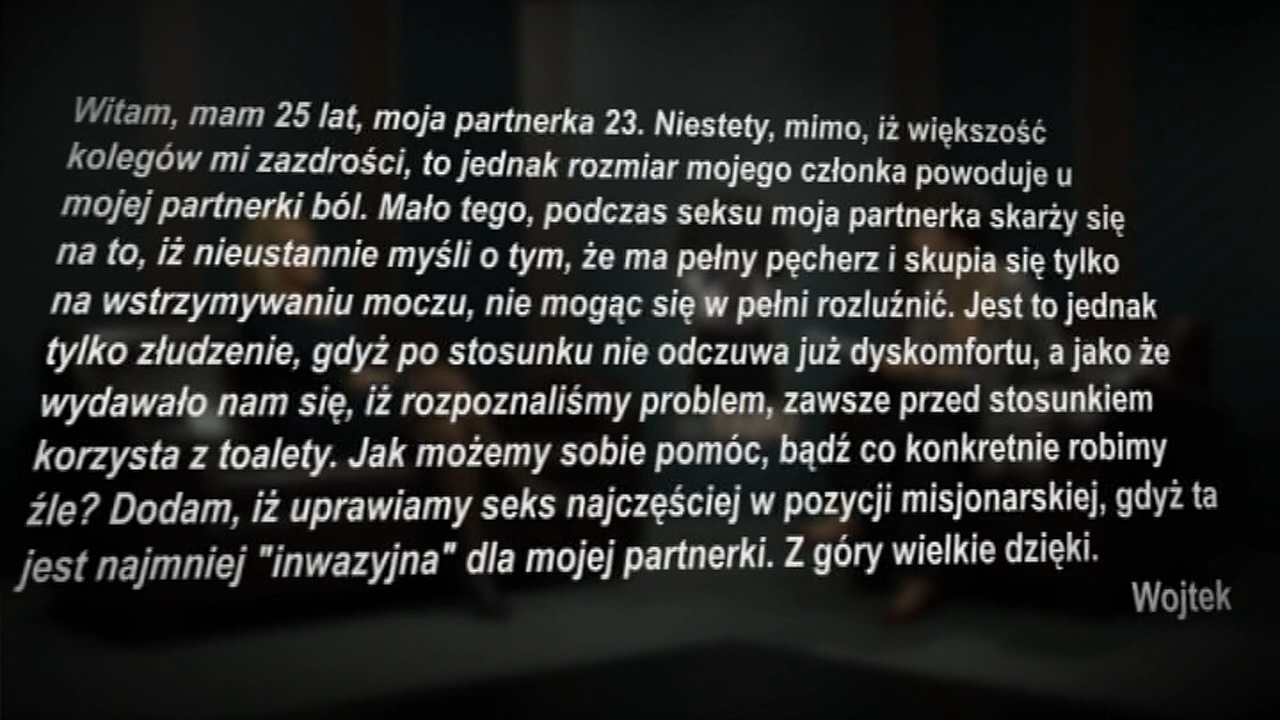 Witam, mam 25 lat, moja partnerka 23. Niestety, mimo, iż większość
kolegów mi zazdrości, to jednak rozmiar mojego członka powoduje u
mojej partnerki ból. Mało tego, podczas seksu moja partnerka skarży się
na to, iż nieustannie myśli o tym, że ma pełny pęcherz i skupia się tylko
na wstrzymywaniu moczu, nie mogąc się w pełni rozluźnić. Jest to jednak
tylko złudzenie, gdyż po stosunku nie odczuwa już dyskomfortu, a jako że
wydawało nam się, iż rozpoznaliśmy problem, zawsze przed stosunkiem
korzysta z toalety. Jak możemy sobie pomóc, bądź co konkretnie robimy
źle? Dodam, iż uprawiamy seks najczęściej w pozycji misjonarskiej, gdyż ta
jest najmniej "inwazyjna" dla mojej partnerki. Z góry wielkie dzięki.
Wojtek